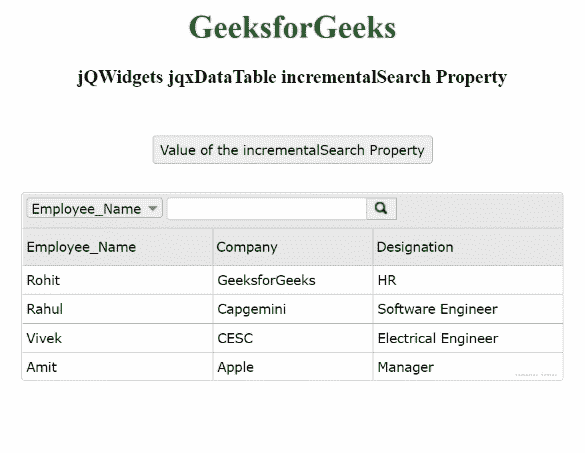 GeeksforGeeks
jQWidgets jqxDataTable incrementalSearch Property
Value of the incrementalSearch Property
Employee_Name
Employee_Name Company Designation
Rohit GeeksforGeeks HR
Rahul Capgemini Software Engineer
Vivek CESC Electrical Engineer
Amit Apple Manager